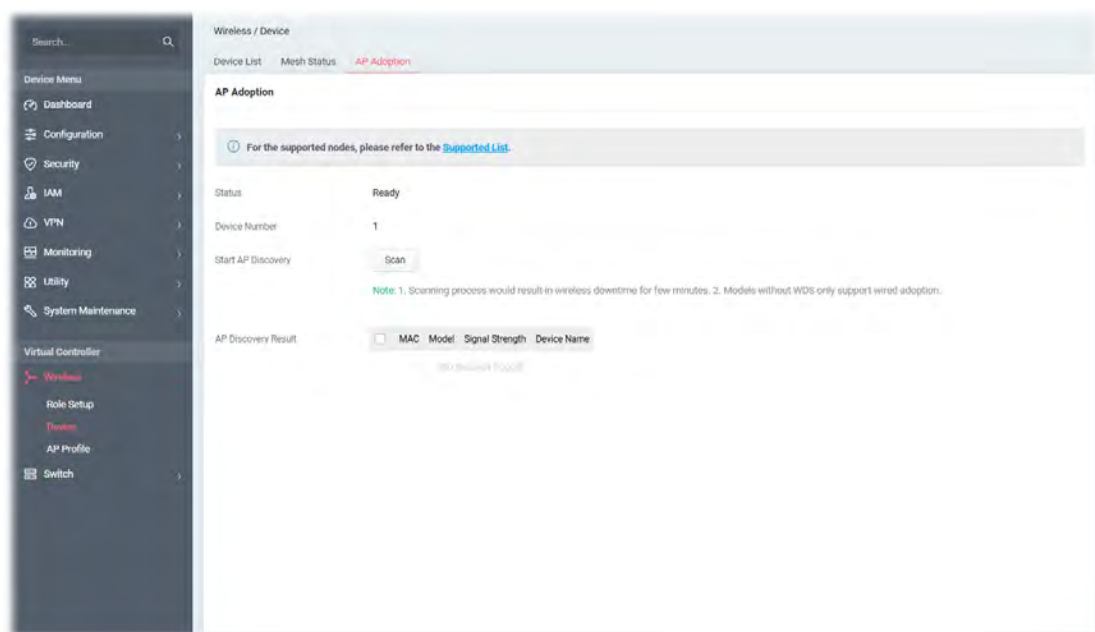 Search...
Device Menu
Dashboard
Configuration
Security
IAM
VPN
Monitoring
Utility
System Maintenance
Virtual Controller
Wireless
Role Setup
Device
AP Profile
Switch
Wireless / Device
Device List Mesh Status AP Adoption
AP Adoption
For the supported nodes, please refer to the Supported List.
Status Ready
Device Number 1
Start AP Discovery Scan
Note: 1. Scanning process would result in wireless downtime for few minutes. 2. Models without WDS only support wired adoption.
AP Discovery Result MAC Model Signal Strength Device Name